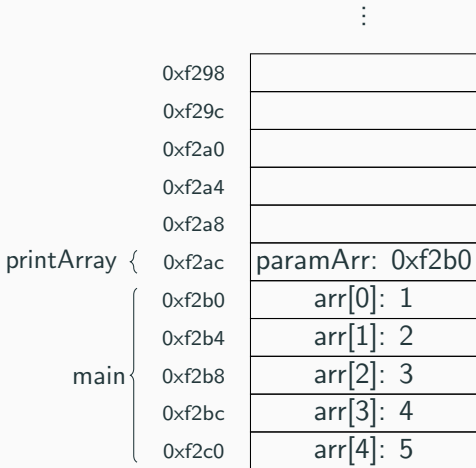 ⋮
0xf298
0xf29c
0xf2a0
0xf2a4
0xf2a8
printArray { 0xf2ac paramArr: 0xf2b0
0xf2b0 arr[0]: 1
0xf2b4 arr[1]: 2
main 0xf2b8 arr[2]: 3
0xf2bc arr[3]: 4
0xf2c0 arr[4]: 5